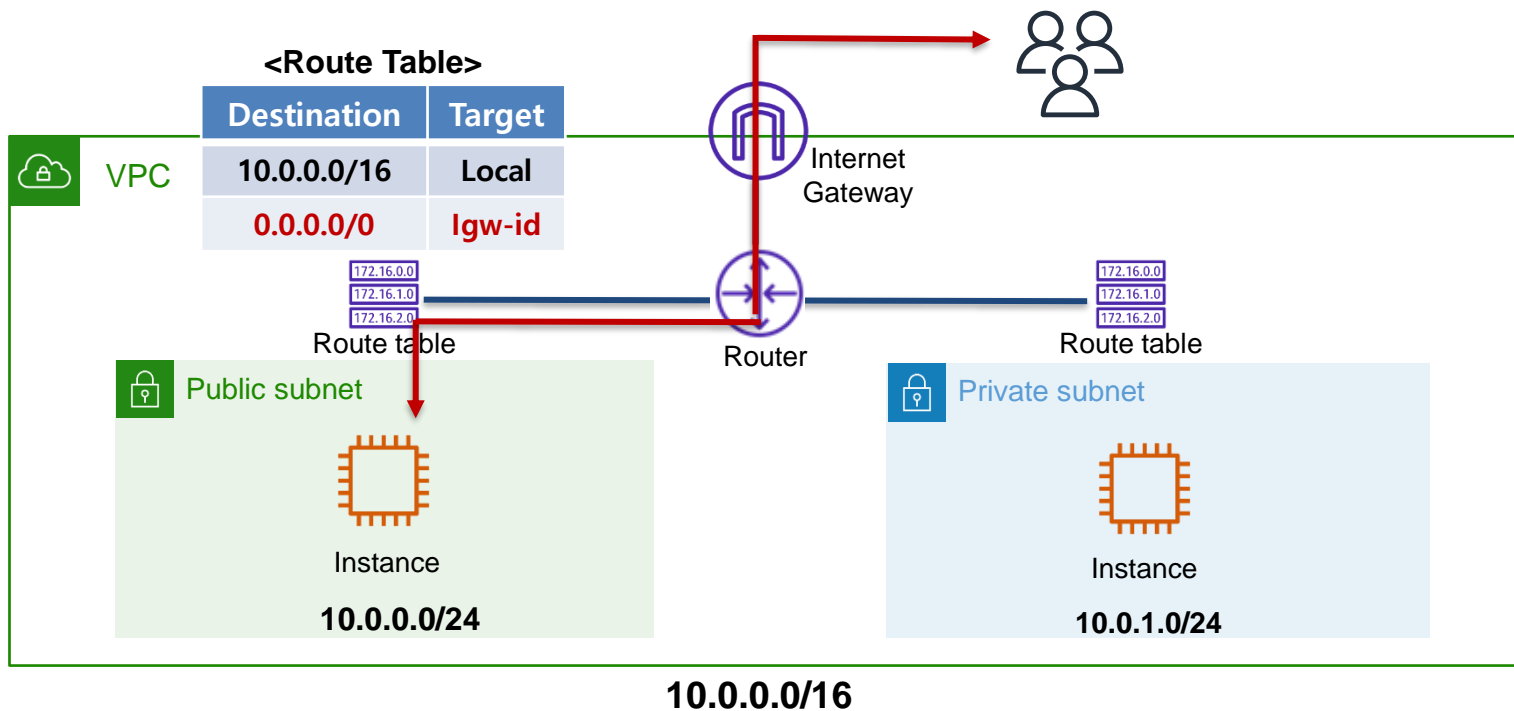 <Route Table>
Destination Target
10.0.0.0/16 Local
0.0.0.0/0 Igw-id
VPC
Internet
Gateway
172.16.0.0
172.16.1.0
172.16.2.0
Route table
Router
172.16.0.0
172.16.1.0
172.16.2.0
Route table
Public subnet
Instance
10.0.0.0/24
Private subnet
Instance
10.0.1.0/24
10.0.0.0/16